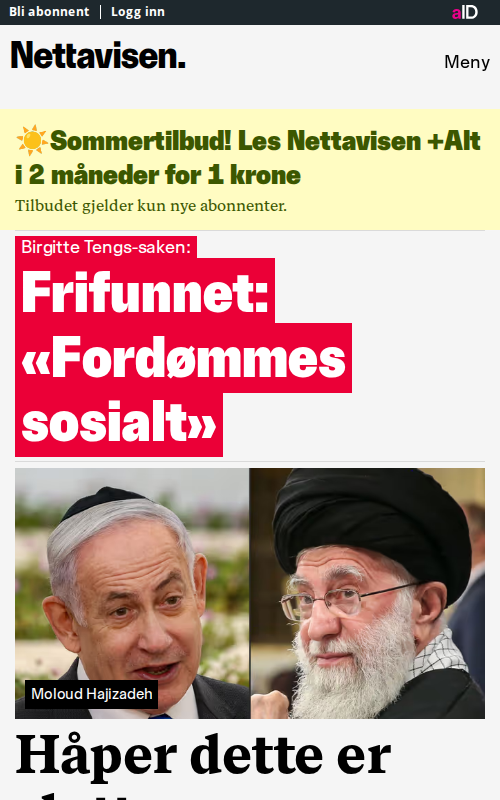 Bli abonnent
Logg inn
aID
Nettavisen.
Meny
☀️Sommertilbud! Les Nettavisen +Alt
i 2 måneder for 1 krone
Tilbudet gjelder kun nye abonnenter.
Birgitte Tengs-saken:
Frifunnet:
«Fordømmes
sosialt»
Moloud Hajizadeh
Håper dette er